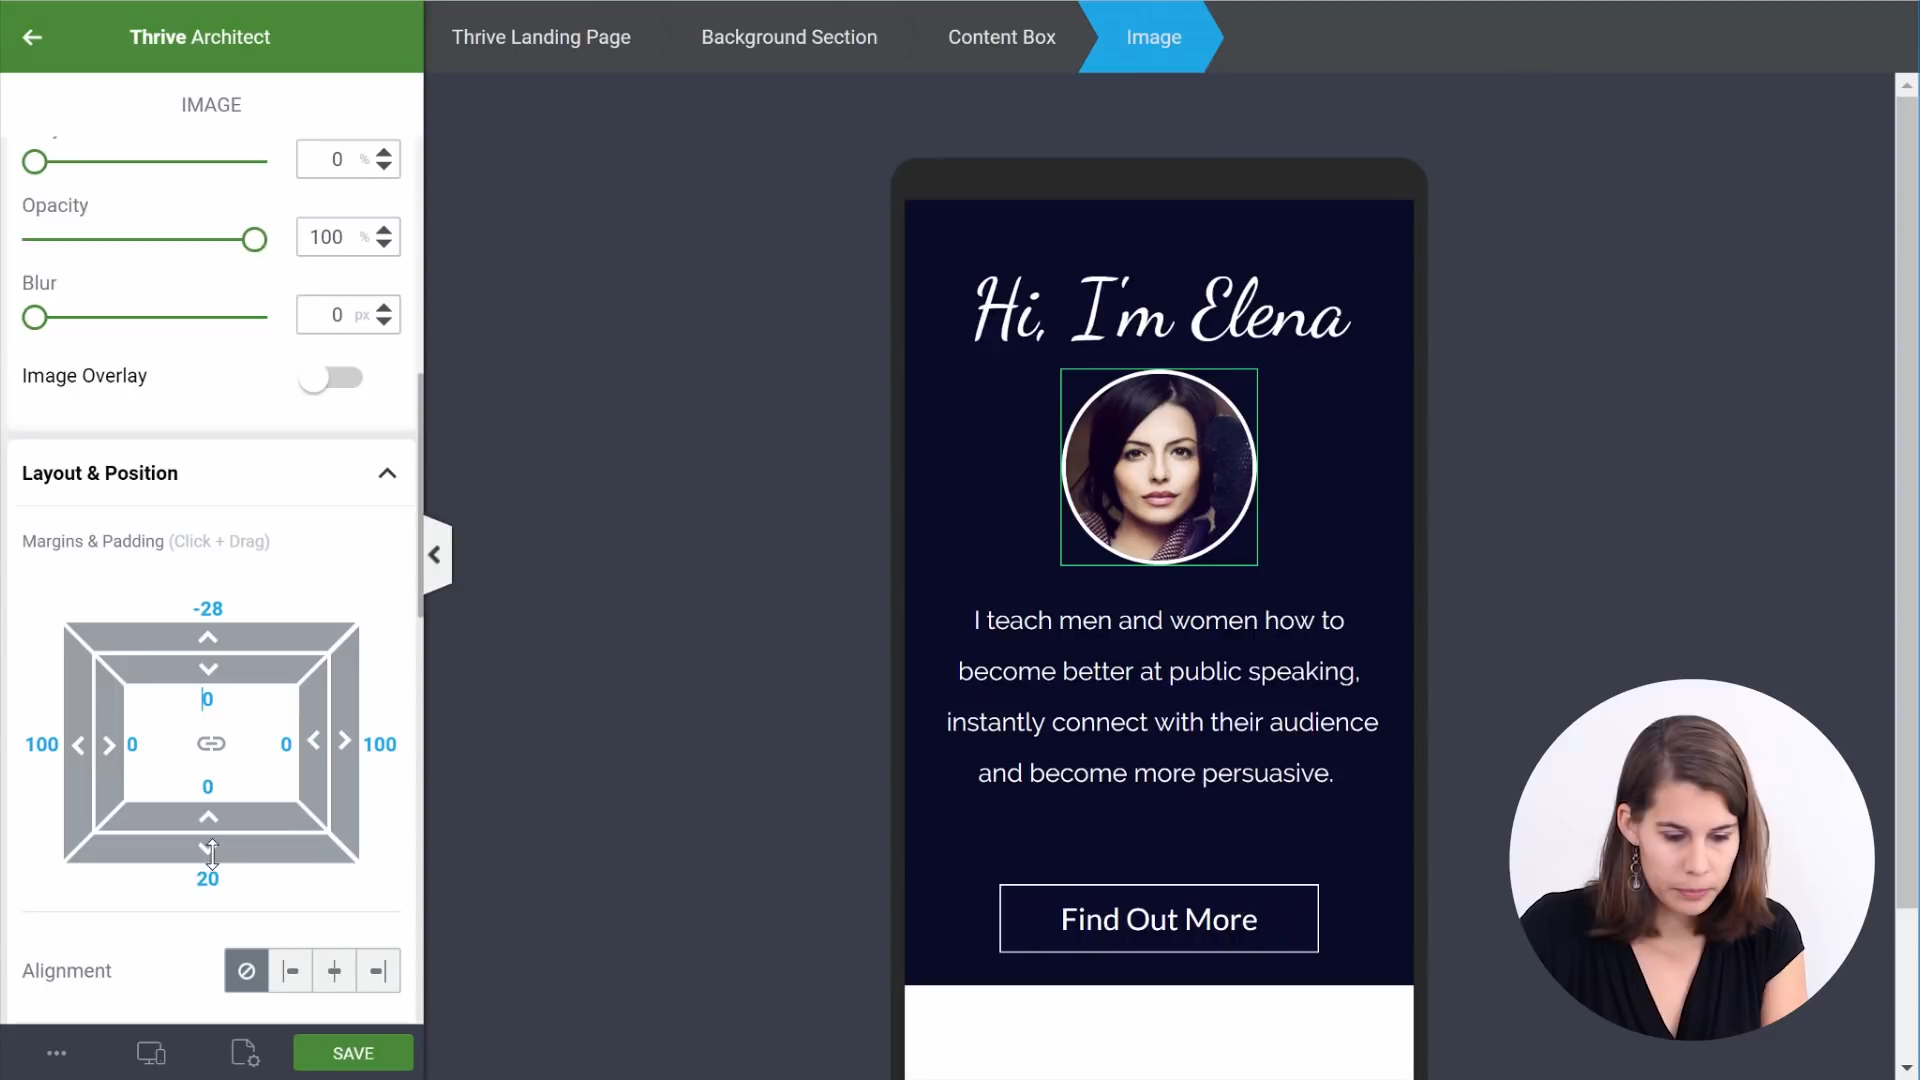 Thrive Architect
Thrive Landing Page
Background Section
Content Box
Image
IMAGE
0 %
Opacity
100 %
Blur
0 px
Image Overlay
Layout & Position
Margins & Padding (Click + Drag)
-28
0
100
0
0
100
0
20
Alignment
SAVE
Hi, I'm Elena
I teach men and women how to
become better at public speaking,
instantly connect with their audience
and become more persuasive.
Find Out More